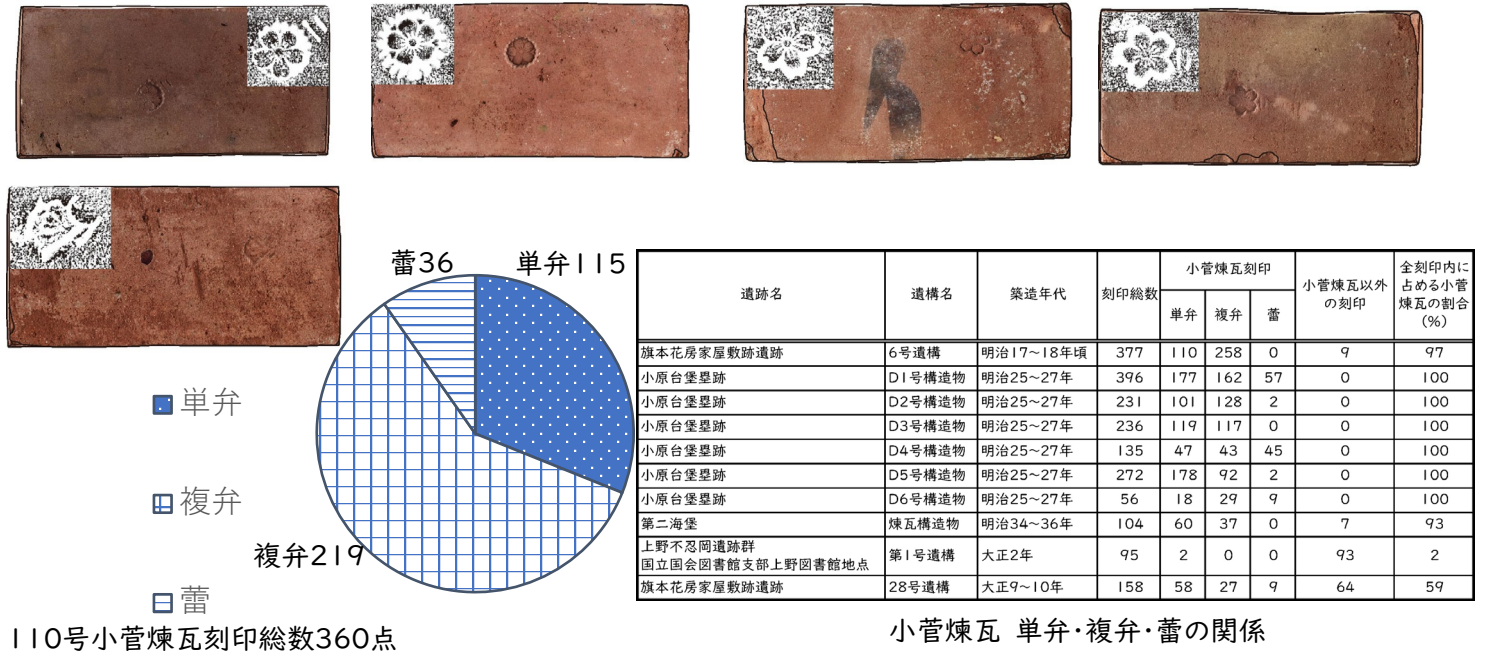 蕾36
単弁115
複弁219
単弁
複弁
蕾
110号小菅煉瓦刻印総数360点
遺跡名 遺構名 築造年代 刻印総数 小菅煉瓦刻印 小菅煉瓦以外の刻印 全刻印内に占める小菅煉瓦の割合(%)
単弁 複弁 蕾
旗本花房家屋敷跡遺跡 6号遺構 明治17~18年頃 377 110 258 0 9 97
小原台堡塁跡 D1号構造物 明治25~27年 396 177 162 57 0 100
小原台堡塁跡 D2号構造物 明治25~27年 231 101 128 2 0 100
小原台堡塁跡 D3号構造物 明治25~27年 236 119 117 0 0 100
小原台堡塁跡 D4号構造物 明治25~27年 135 47 43 45 0 100
小原台堡塁跡 D5号構造物 明治25~27年 272 178 92 2 0 100
小原台堡塁跡 D6号構造物 明治25~27年 56 18 29 9 0 100
第二海堡 煉瓦構造物 明治34~36年 104 60 37 0 7 93
上野不忍岡遺跡群
国立国会図書館支部上野図書館地点 第1号遺構 大正2年 95 2 0 0 93 2
旗本花房家屋敷跡遺跡 28号遺構 大正9~10年 158 58 27 9 64 59
小菅煉瓦 単弁・複弁・蕾の関係